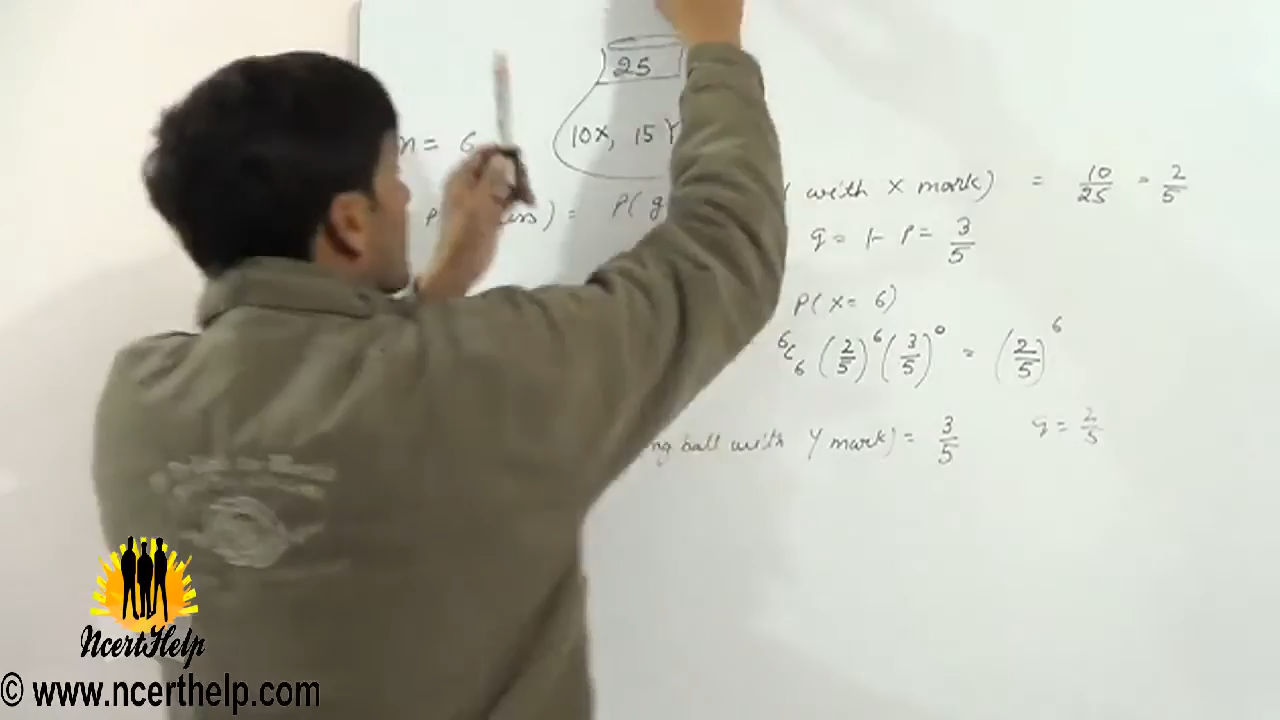 25
10X, 15 Y
n = 6
P( ) = P( g with X mark) = 10/25 = 2/5
q = 1- P = 3/5
P( x = 6)
⁶C₆ (2/5)⁶ (3/5)⁰ = (2/5)⁶
ng ball with Y mark) = 3/5 q = 2/5
NcertHelp
© www.ncerthelp.com